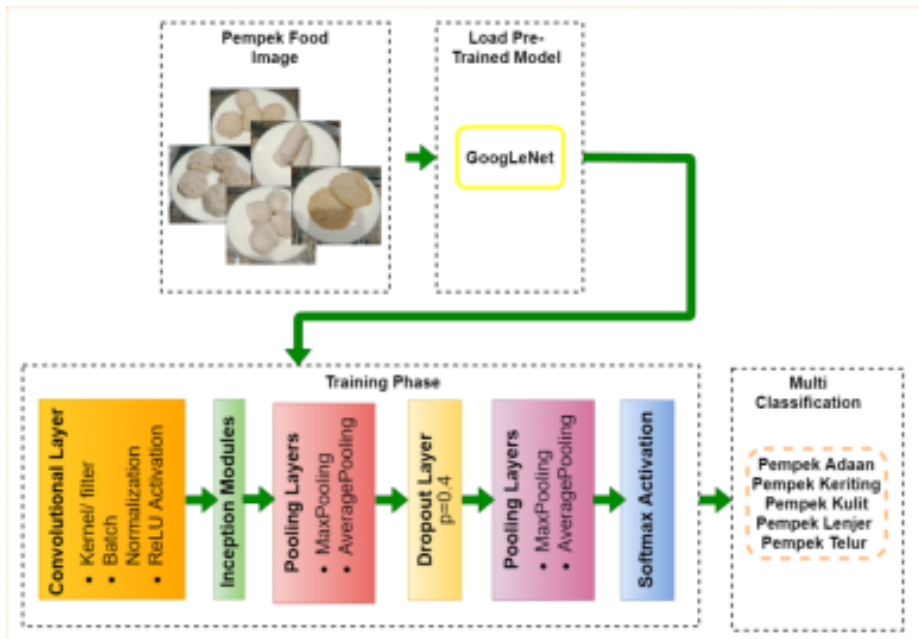 Pempek Food
Image
Load Pre-
Trained Model
GoogLeNet
Training Phase
Convolutional Layer
• Kernel/ filter
• Batch
Normalization
• ReLU Activation
Inception Modules
Pooling Layers
• MaxPooling
• AveragePooling
Dropout Layer
p=0.4
Pooling Layers
• MaxPooling
• AveragePooling
Softmax Activation
Multi
Classification
Pempek Adaan
Pempek Keriting
Pempek Kulit
Pempek Lenjer
Pempek Telur